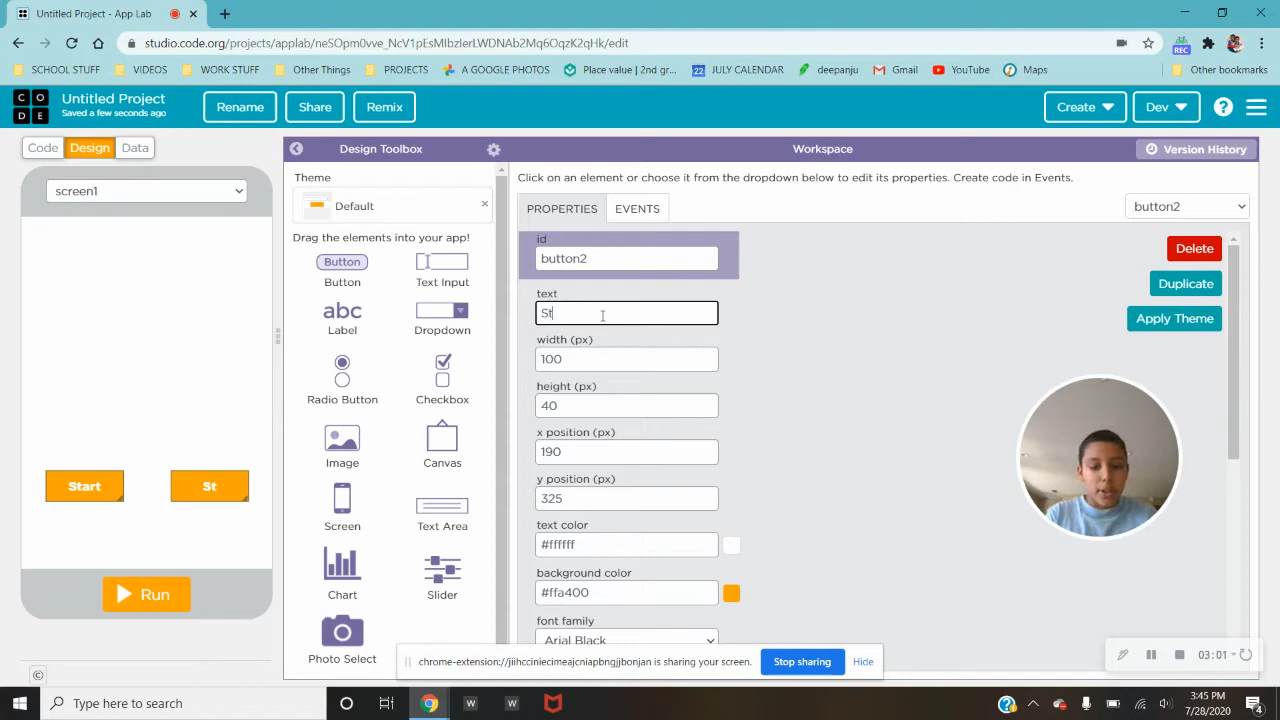 Untitled Project - App Lab
studio.code.org/projects/applab/neSOpm0vve_NcV1pEsMIbzIerLWDNAb2Mq6OqzK2qHk/edit
REC
SCHOOL STUFF
VIDEOS
WORK STUFF
Other Things
PROJECTS
A GOOGLE PHOTOS
Place value | 2nd gr...
22
JULY CALENDAR
deepanju
Gmail
YouTube
Maps
Other bookmarks
C O
D E
Untitled Project
Saved a few seconds ago
Rename
Share
Remix
Create
Dev
?
Code
Design
Data
Design Toolbox
Workspace
Version History
screen1
Theme
Default
Drag the elements into your app!
Button
Button
Text Input
abc
Label
Dropdown
Radio Button
Checkbox
Image
Canvas
Screen
Text Area
Chart
Slider
Photo Select
Click on an element or choose it from the dropdown below to edit its properties. Create code in Events.
PROPERTIES
EVENTS
button2
Delete
Duplicate
Apply Theme
id
button2
text
St
width (px)
100
height (px)
40
x position (px)
190
y position (px)
325
text color
#ffffff
background color
#ffa400
font family
Arial Black
Start
St
Run
©
chrome-extension://jiihcciniecimeajcniapbngjjbonjan is sharing your screen.
Stop sharing
Hide
03:01
Type here to search
W
W
3:45 PM
7/28/2020
4